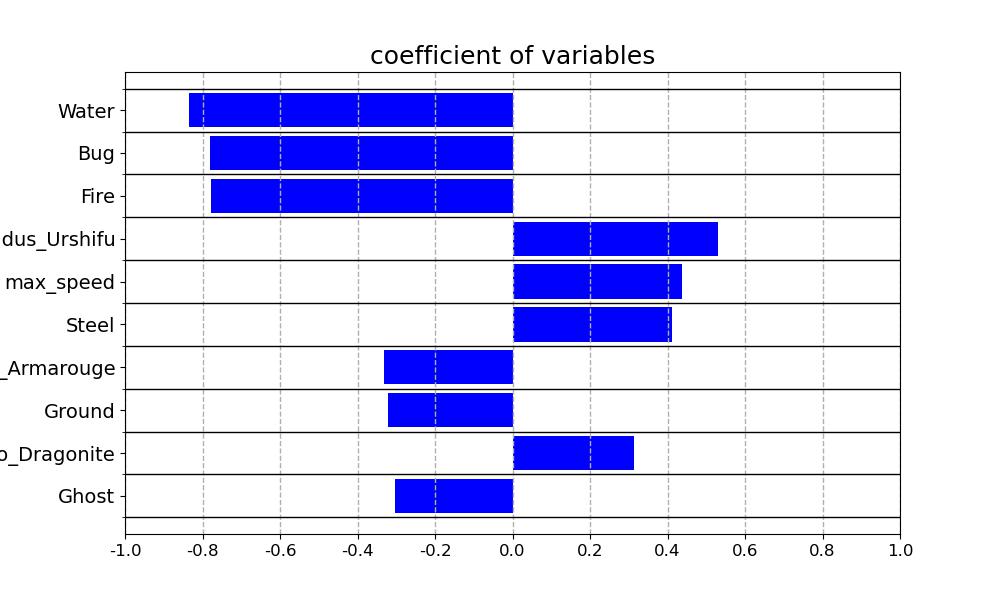 coefficient of variables
Water
Bug
Fire
dus_Urshifu
max_speed
Steel
_Armarouge
Ground
o_Dragonite
Ghost
-1.0 -0.8 -0.6 -0.4 -0.2 0.0 0.2 0.4 0.6 0.8 1.0